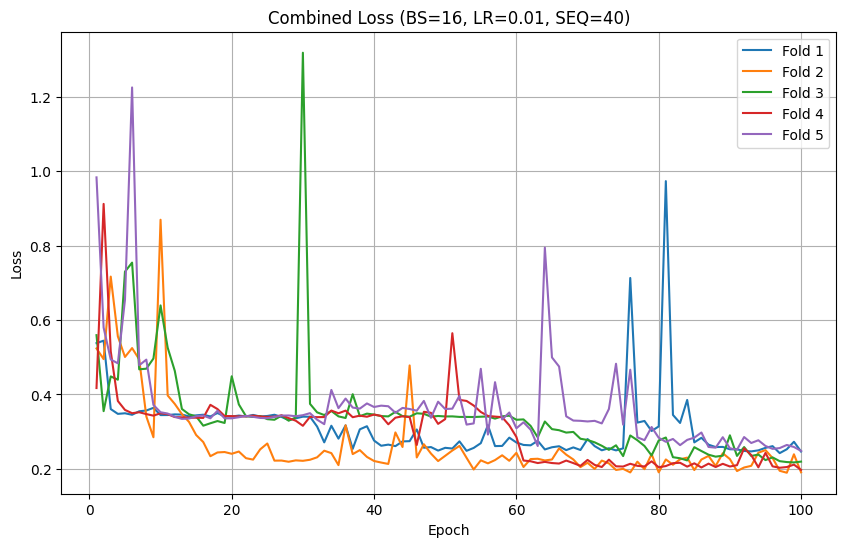 Combined Loss (BS=16, LR=0.01, SEQ=40)
Fold 1
Fold 2
Fold 3
Fold 4
Fold 5
Loss
1.2
1.0
0.8
0.6
0.4
0.2
0 20 40 60 80 100
Epoch